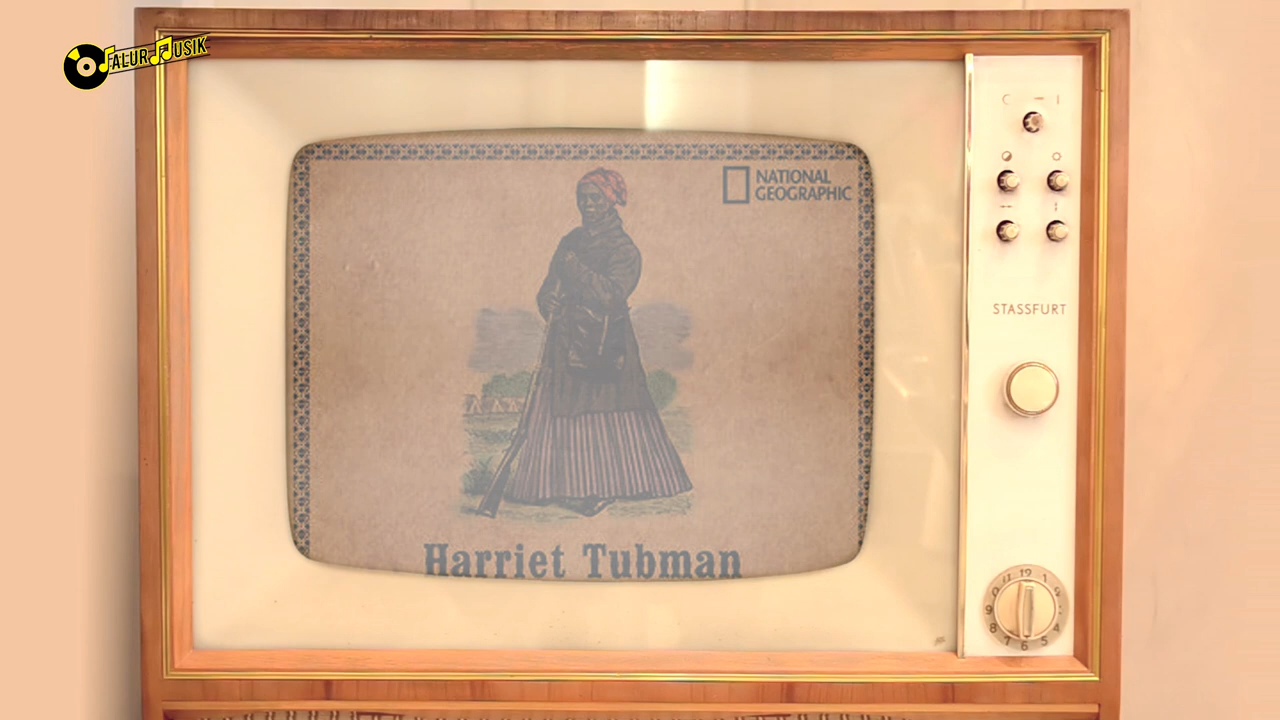 ALUR MUSIK
NATIONAL
GEOGRAPHIC
Harriet Tubman
STASSFURT